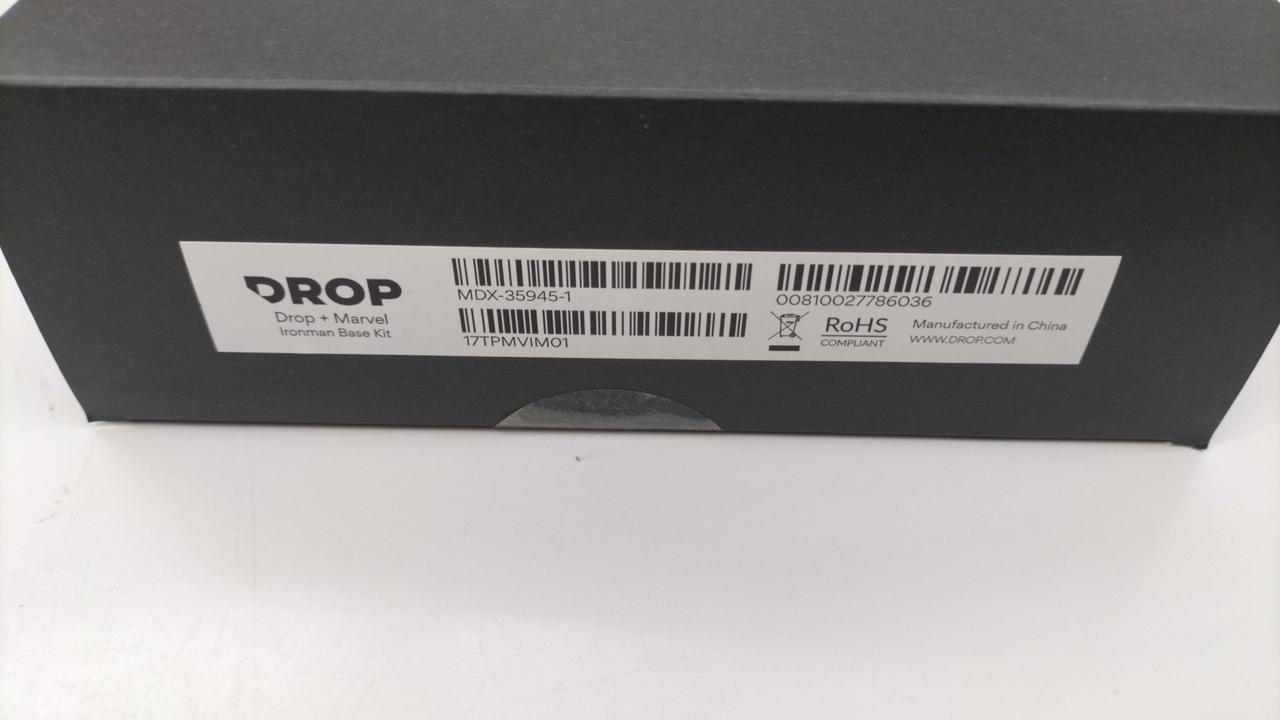 DROP
Drop + Marvel
Ironman Base Kit
MDX-35945-1
17TPMVIM01
00810027786036
RoHS
COMPLIANT
Manufactured in China
WWW.DROP.COM